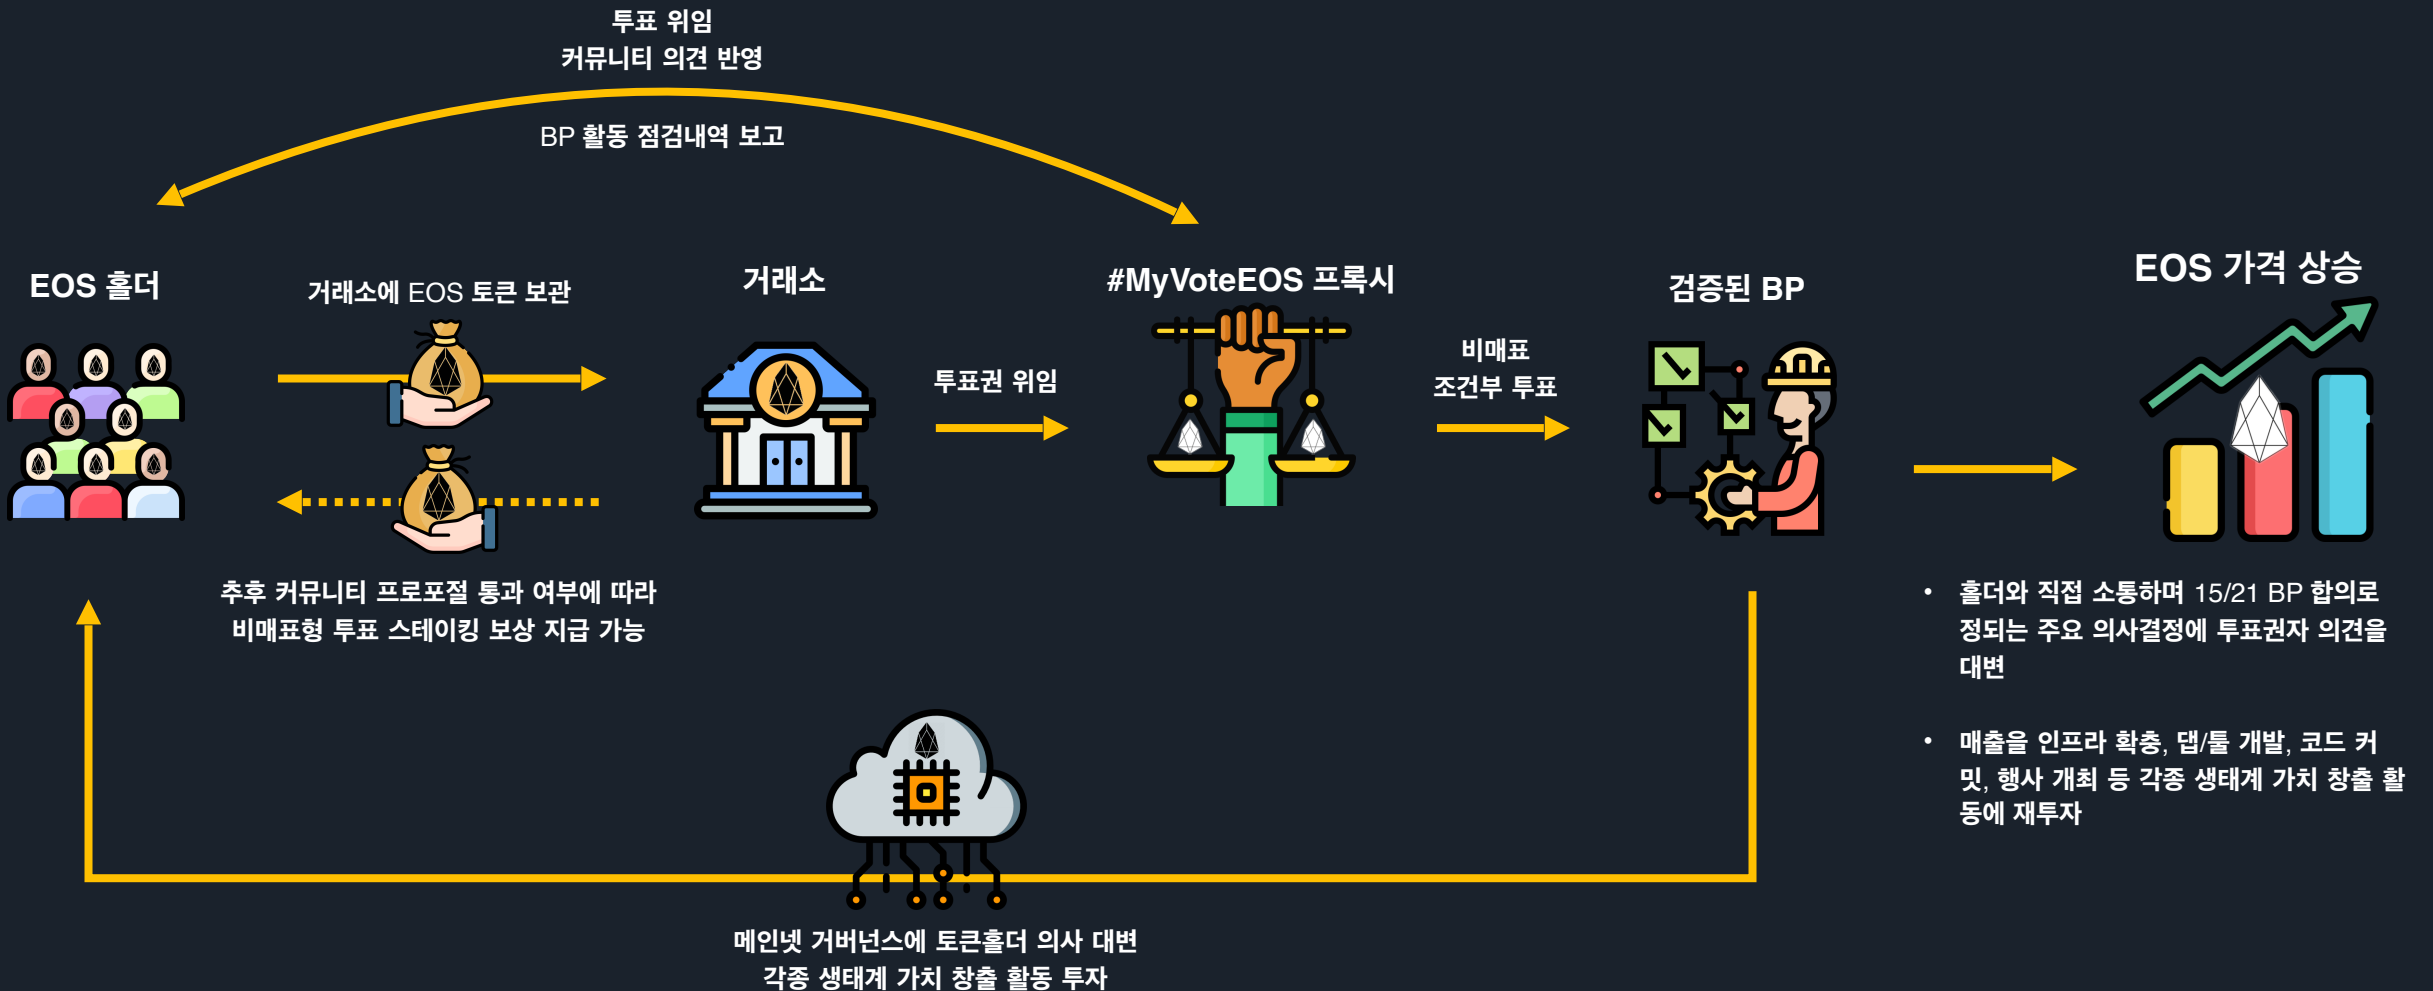 투표 위임
커뮤니티 의견 반영
BP 활동 점검내역 보고
EOS 홀더
거래소에 EOS 토큰 보관
거래소
#MyVoteEOS 프록시
검증된 BP
EOS 가격 상승
투표권 위임
비매표
조건부 투표
추후 커뮤니티 프로포절 통과 여부에 따라
비매표형 투표 스테이킹 보상 지급 가능
• 홀더와 직접 소통하며 15/21 BP 합의로
정되는 주요 의사결정에 투표권자 의견을
대변
• 매출을 인프라 확충, 댑/툴 개발, 코드 커
밋, 행사 개최 등 각종 생태계 가치 창출 활
동에 재투자
메인넷 거버넌스에 토큰홀더 의사 대변
각종 생태계 가치 창출 활동 투자